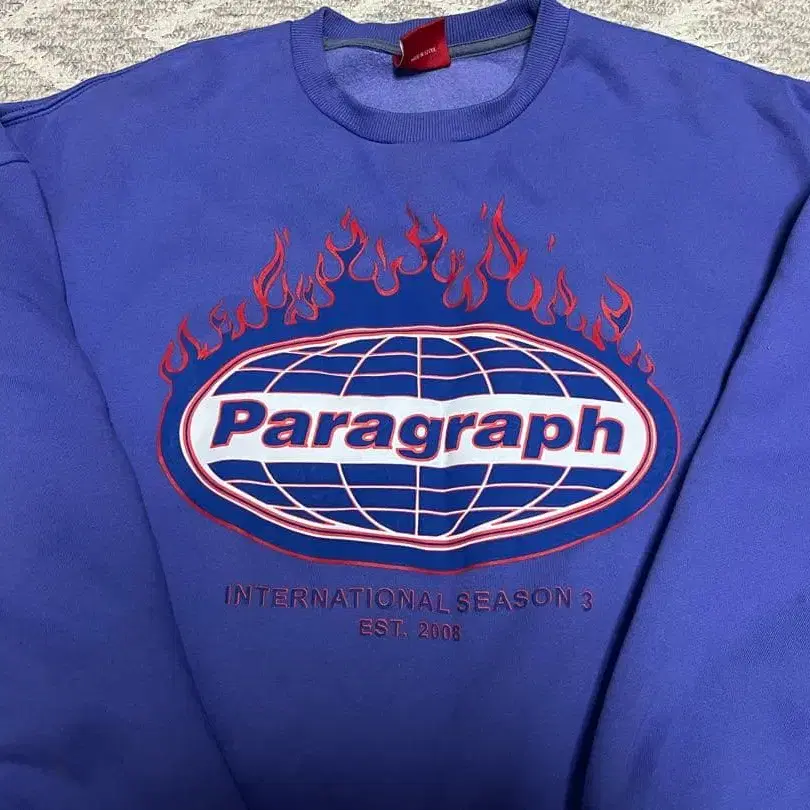 Paragraph
INTERNATIONAL SEASON 3
EST. 2008